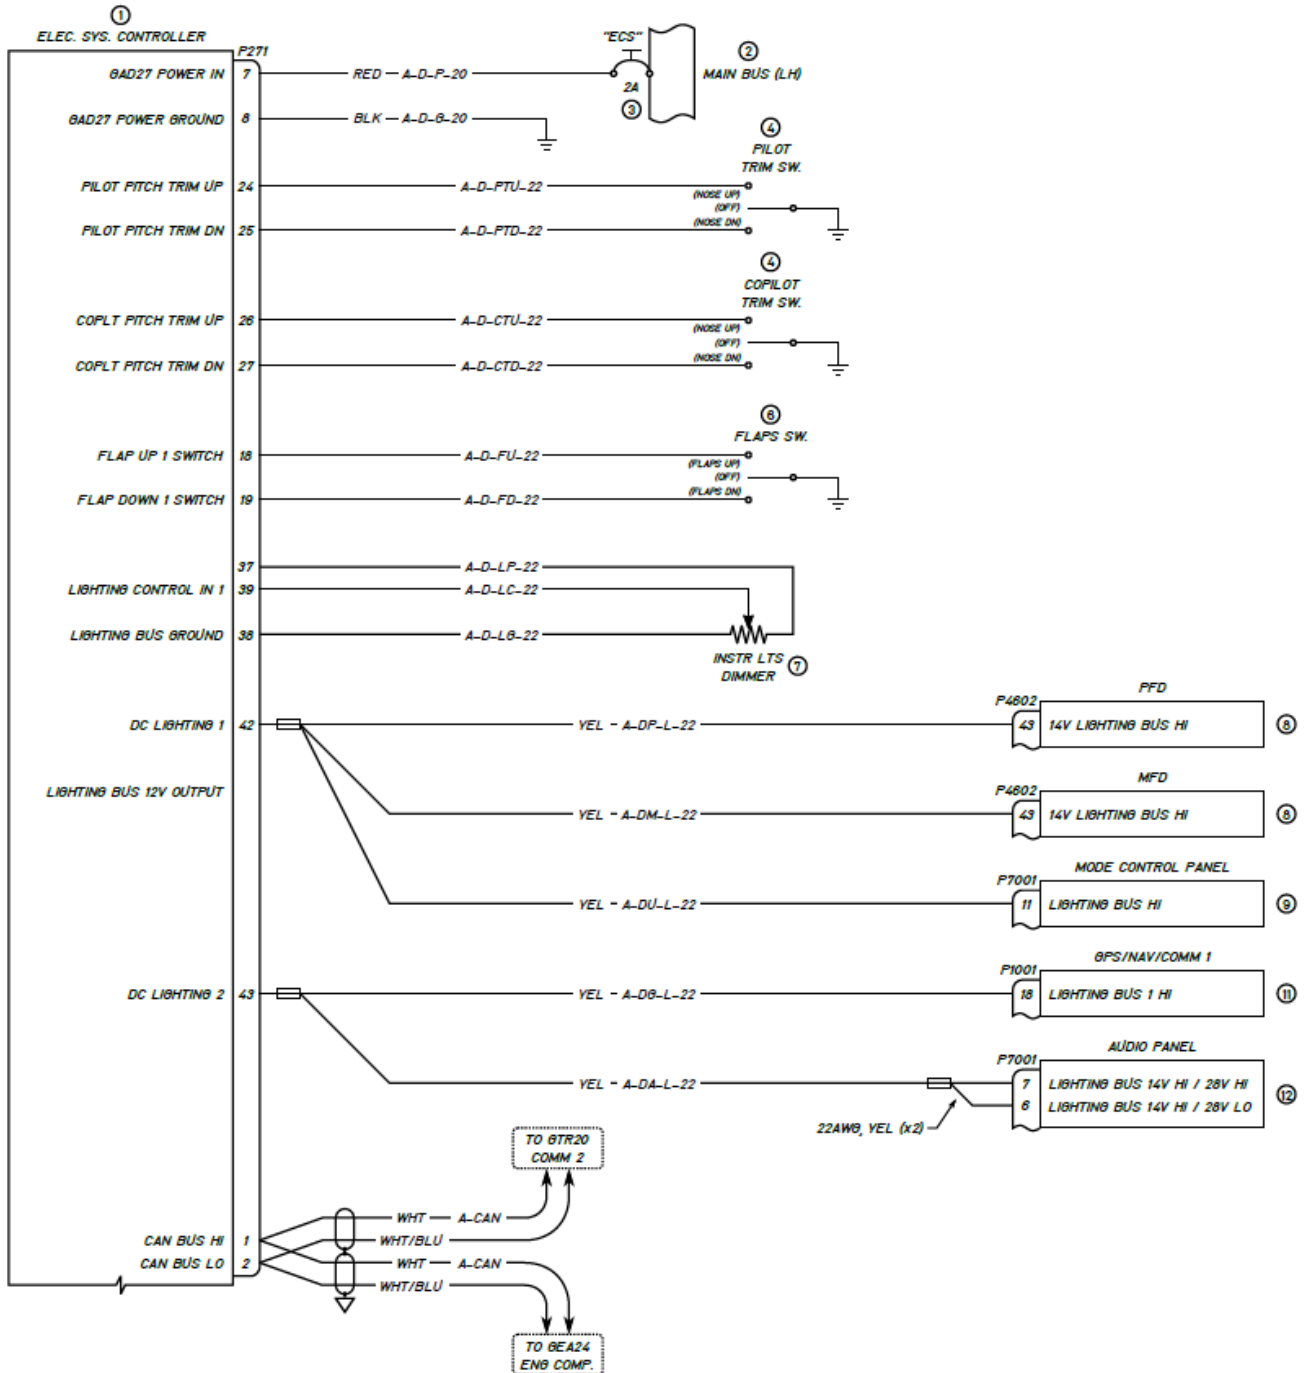 1
ELEC. SYS. CONTROLLER
P271
"ECS"
2
MAIN BUS (LH)
GAD27 POWER IN 7 RED A-D-P-20
2A
3
GAD27 POWER GROUND 8 BLK A-D-G-20
4
PILOT
TRIM SW.
PILOT PITCH TRIM UP 24 A-D-PTU-22
(NOSE UP)
(OFF)
(NOSE DN)
PILOT PITCH TRIM DN 25 A-D-PTD-22
4
COPILOT
TRIM SW.
COPLT PITCH TRIM UP 26 A-D-CTU-22
(NOSE UP)
(OFF)
(NOSE DN)
COPLT PITCH TRIM DN 27 A-D-CTD-22
6
FLAPS SW.
FLAP UP 1 SWITCH 18 A-D-FU-22
(FLAPS UP)
(OFF)
(FLAPS DN)
FLAP DOWN 1 SWITCH 19 A-D-FD-22
37 A-D-LP-22
LIGHTING CONTROL IN 1 39 A-D-LC-22
LIGHTING BUS GROUND 38 A-D-LG-22
INSTR LTS
DIMMER
7
PFD
P4602
DC LIGHTING 1 42 YEL - A-DP-L-22 43 14V LIGHTING BUS HI 8
MFD
P4602
LIGHTING BUS 12V OUTPUT
YEL - A-DM-L-22 43 14V LIGHTING BUS HI 8
MODE CONTROL PANEL
P7001
YEL - A-DU-L-22 11 LIGHTING BUS HI 9
GPS/NAV/COMM 1
P1001
DC LIGHTING 2 43 YEL - A-DG-L-22 18 LIGHTING BUS 1 HI 11
AUDIO PANEL
P7001
YEL - A-DA-L-22 7 LIGHTING BUS 14V HI / 28V HI
6 LIGHTING BUS 14V HI / 28V LO
12
22AWG, YEL (x2)
TO GTR20
COMM 2
WHT A-CAN
CAN BUS HI 1 WHT/BLU
CAN BUS LO 2 WHT A-CAN
WHT/BLU
TO GEA24
ENG COMP.